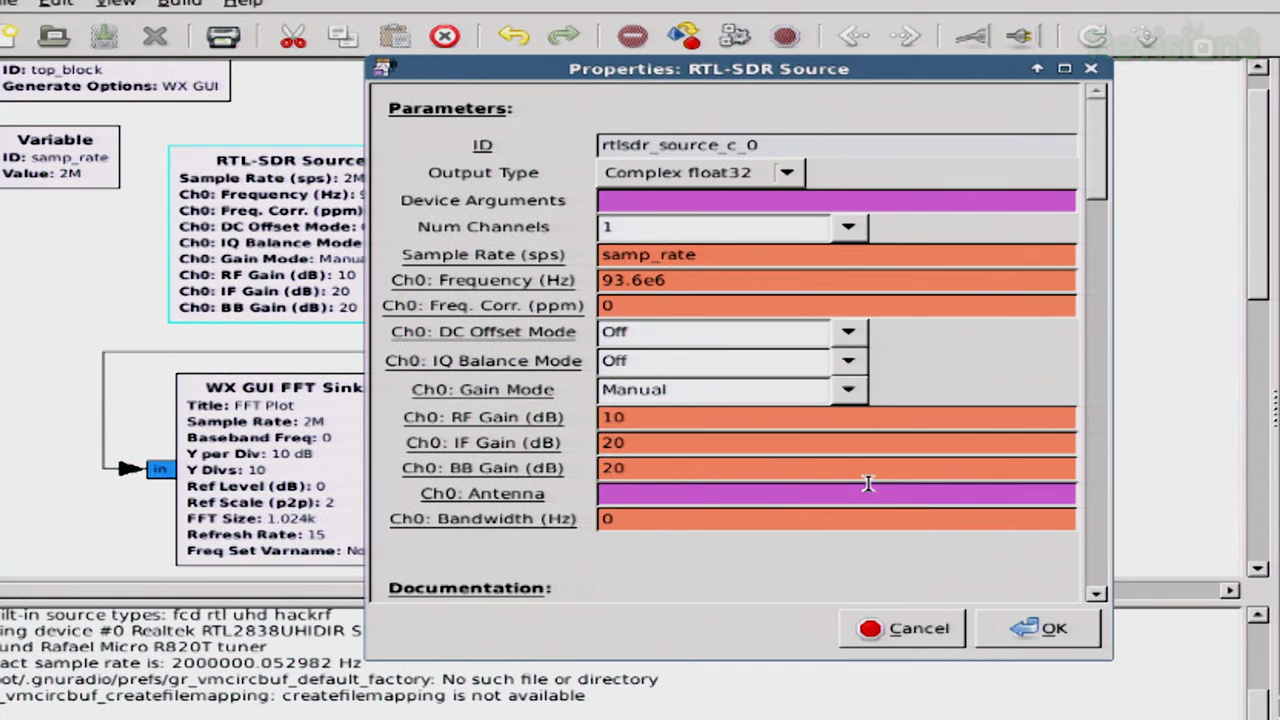 Edit View Build Help
ID: top_block
Generate Options: WX GUI
Variable
ID: samp_rate
Value: 2M
RTL-SDR Source
Sample Rate (sps): 2M
Ch0: Frequency (Hz): 9
Ch0: Freq. Corr. (ppm)
Ch0: DC Offset Mode:
Ch0: IQ Balance Mode
Ch0: Gain Mode: Manua
Ch0: RF Gain (dB): 10
Ch0: IF Gain (dB): 20
Ch0: BB Gain (dB): 20
in
WX GUI FFT Sink
Title: FFT Plot
Sample Rate: 2M
Baseband Freq: 0
Y per Div: 10 dB
Y Divs: 10
Ref Level (dB): 0
Ref Scale (p2p): 2
FFT Size: 1.024k
Refresh Rate: 15
Freq Set Varname: No
Properties: RTL-SDR Source
Parameters:
ID rtlsdr_source_c_0
Output Type Complex float32
Device Arguments
Num Channels 1
Sample Rate (sps) samp_rate
Ch0: Frequency (Hz) 93.6e6
Ch0: Freq. Corr. (ppm) 0
Ch0: DC Offset Mode Off
Ch0: IQ Balance Mode Off
Ch0: Gain Mode Manual
Ch0: RF Gain (dB) 10
Ch0: IF Gain (dB) 20
Ch0: BB Gain (dB) 20
Ch0: Antenna
Ch0: Bandwidth (Hz) 0
Documentation:
Cancel OK
ilt-in source types: fcd rtl uhd hackrf
ing device #0 Realtek RTL2838UHIDIR S
und Rafael Micro R820T tuner
act sample rate is: 2000000.052982 Hz
ot/.gnuradio/prefs/gr_vmcircbuf_default_factory: No such file or directory
_vmcircbuf_createfilemapping: createfilemapping is not available